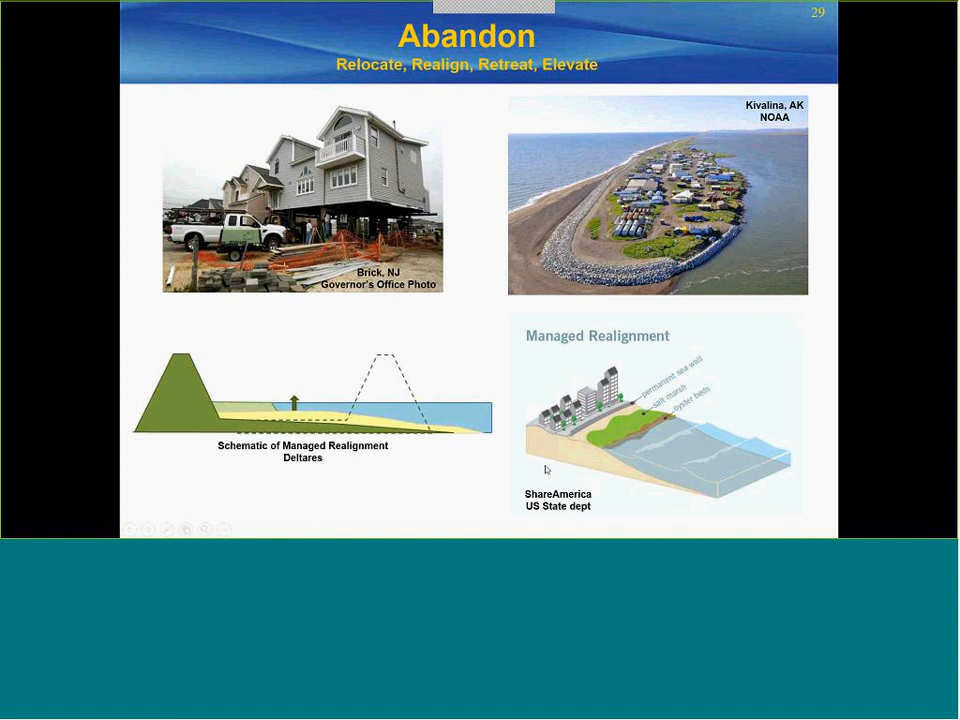 29
Abandon
Relocate, Realign, Retreat, Elevate
Kivalina, AK
NOAA
Brick, NJ
Governor's Office Photo
Managed Realignment
permanent sea wall
salt marsh
oyster beds
Schematic of Managed Realignment
Deltares
ShareAmerica
US State dept